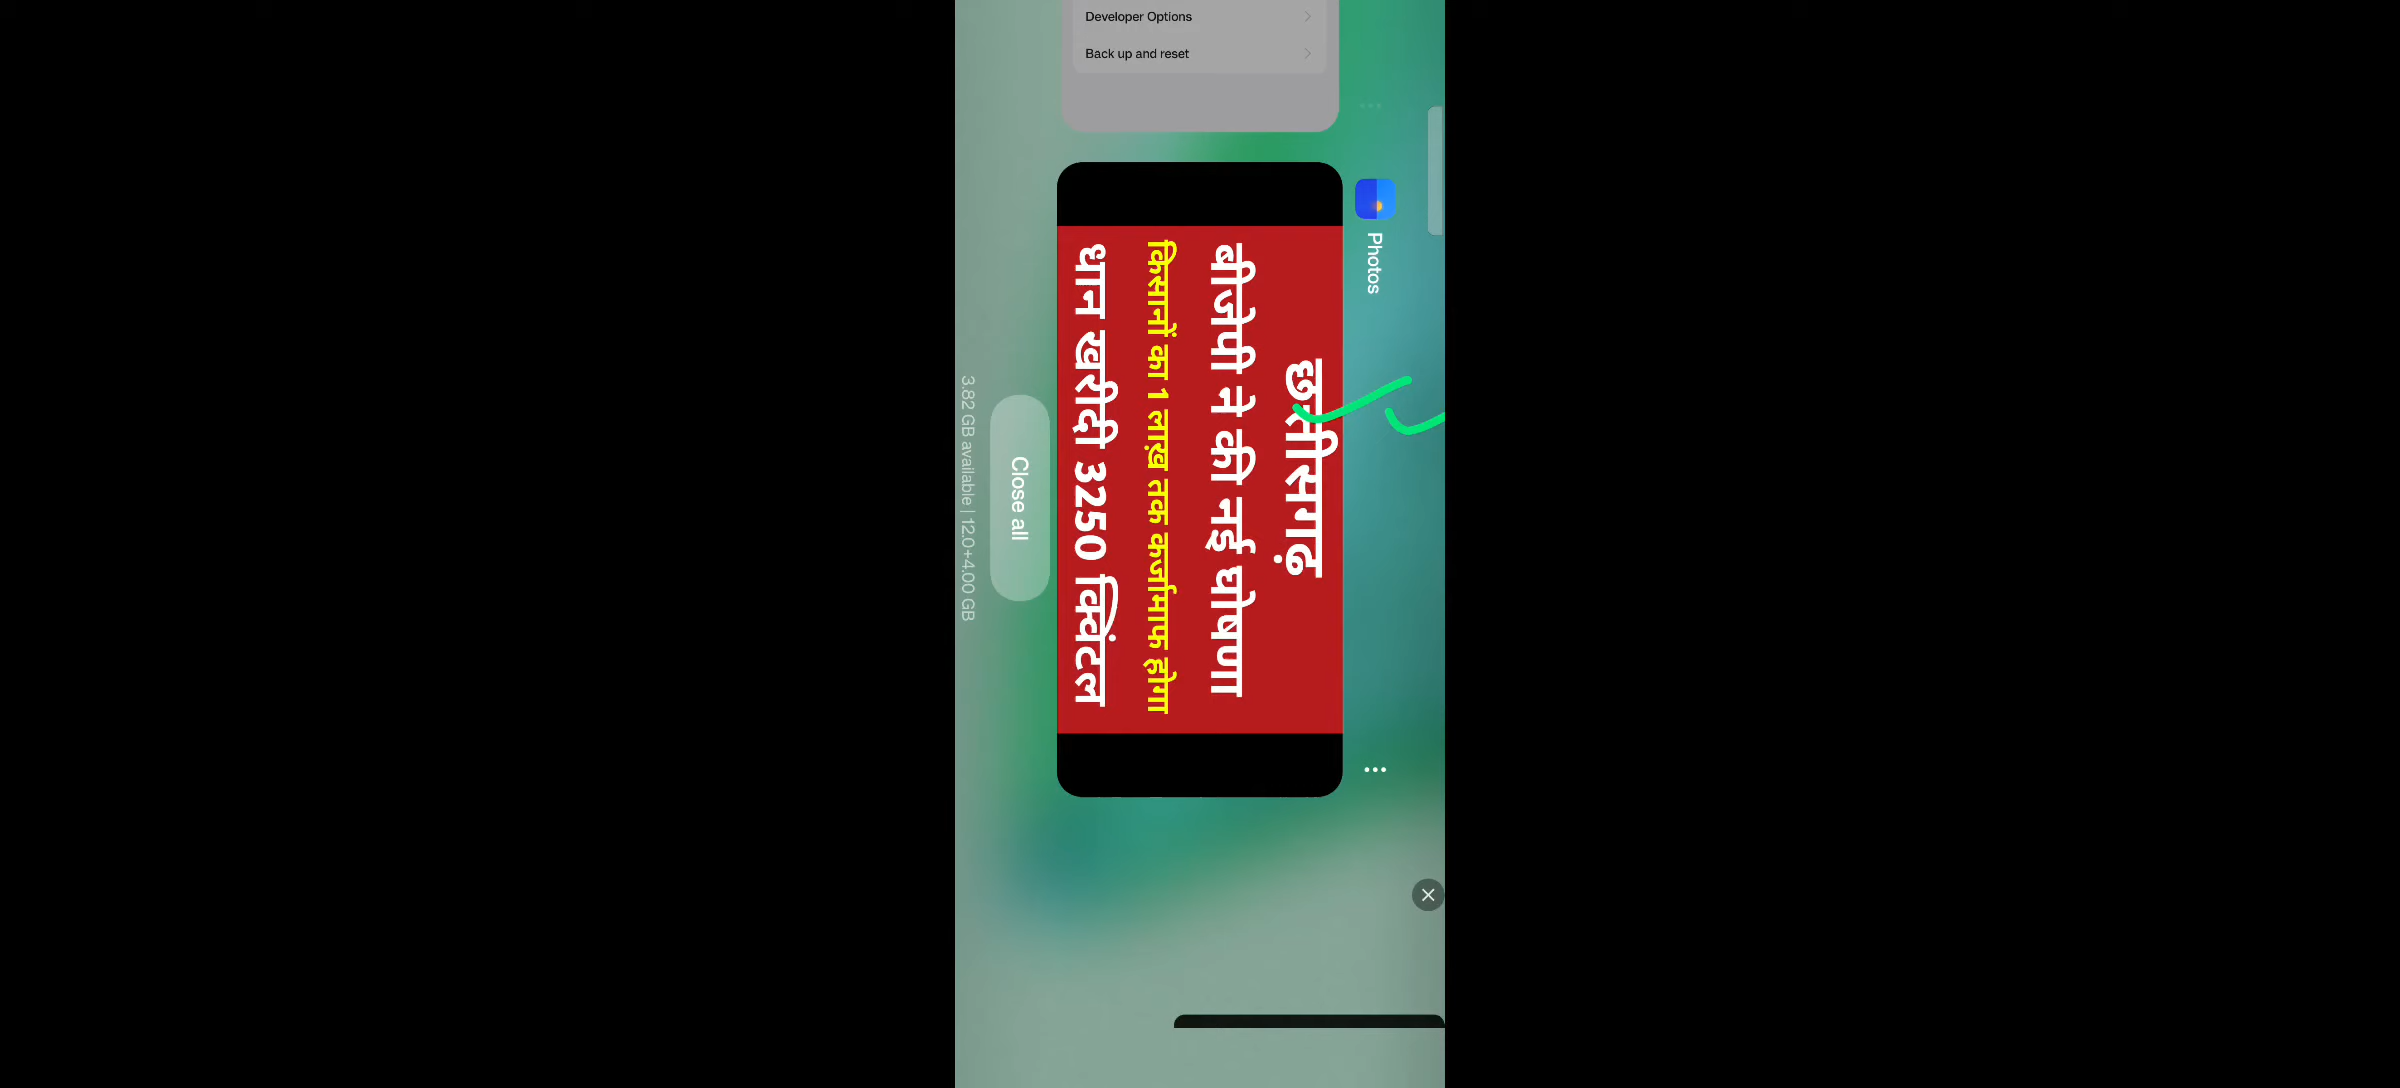 Developer Options
Back up and reset
Photos
छत्तीसगढ़
बीजेपी ने की नई घोषणा
किसानों का 1 लाख़ तक कर्जामाफ होगा
धान खरीदी 3250 क्विंटल
Close all
3.82 GB available | 12.0+4.00 GB